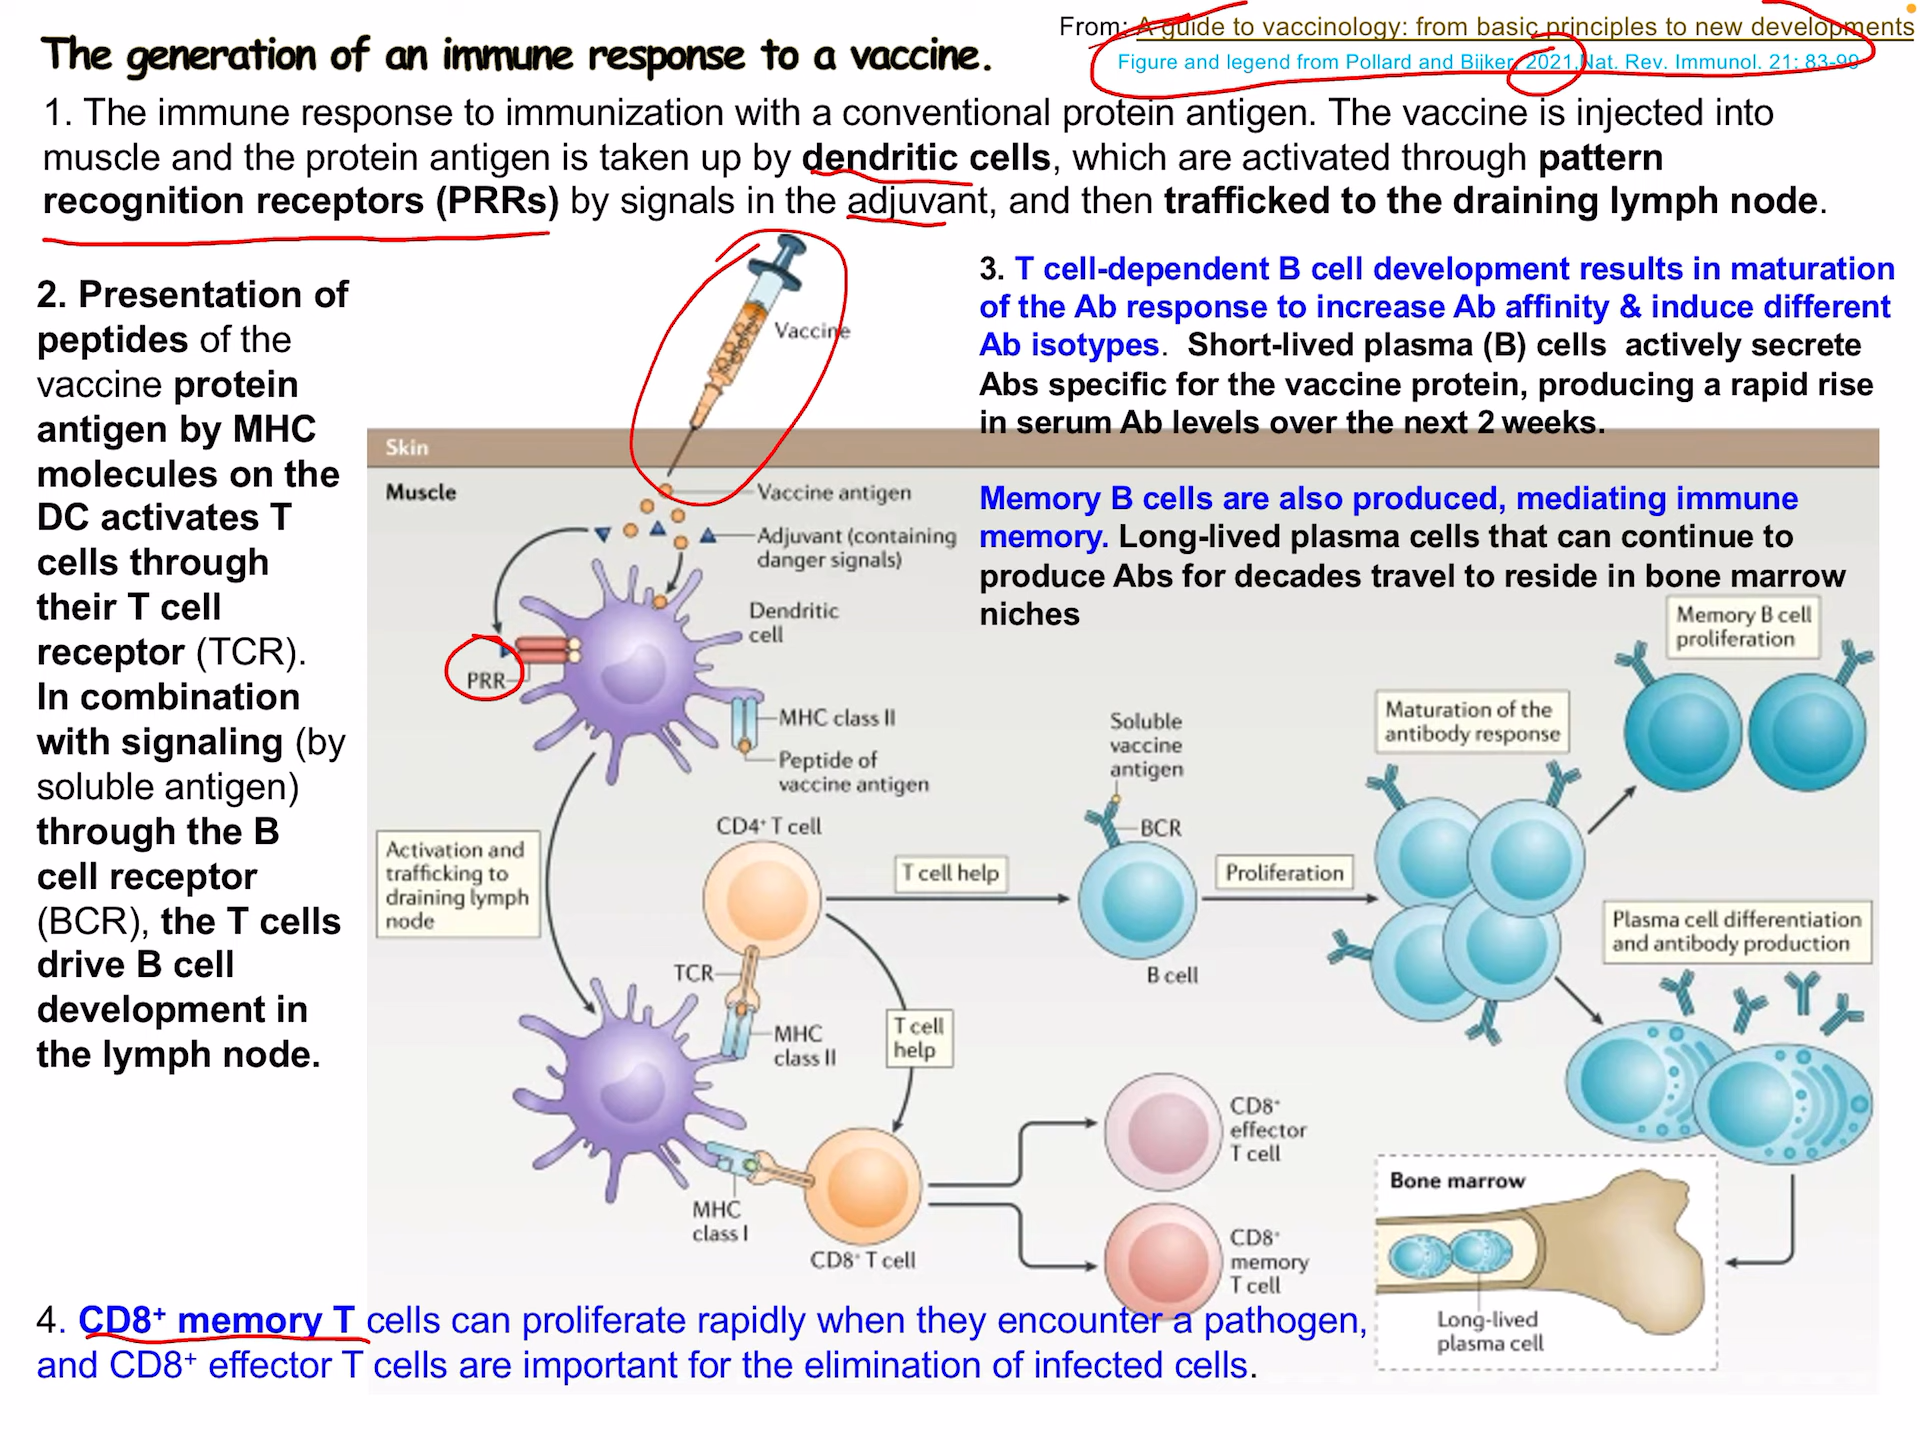 From: A guide to vaccinology: from basic principles to new developments
The generation of an immune response to a vaccine.
Figure and legend from Pollard and Bijker, 2021,Nat. Rev. Immunol. 21: 83-99
1. The immune response to immunization with a conventional protein antigen. The vaccine is injected into
muscle and the protein antigen is taken up by dendritic cells, which are activated through pattern
recognition receptors (PRRs) by signals in the adjuvant, and then trafficked to the draining lymph node.
2. Presentation of
peptides of the
vaccine protein
antigen by MHC
molecules on the
DC activates T
cells through
their T cell
receptor (TCR).
In combination
with signaling (by
soluble antigen)
through the B
cell receptor
(BCR), the T cells
drive B cell
development in
the lymph node.
3. T cell-dependent B cell development results in maturation
of the Ab response to increase Ab affinity & induce different
Ab isotypes. Short-lived plasma (B) cells actively secrete
Abs specific for the vaccine protein, producing a rapid rise
in serum Ab levels over the next 2 weeks.
Memory B cells are also produced, mediating immune
memory. Long-lived plasma cells that can continue to
produce Abs for decades travel to reside in bone marrow
niches
Vaccine
Skin
Muscle
Vaccine antigen
Adjuvant (containing
danger signals)
Dendritic
cell
PRR
MHC class II
Peptide of
vaccine antigen
Activation and
trafficking to
draining lymph
node
CD4+ T cell
T cell help
Soluble
vaccine
antigen
BCR
B cell
Proliferation
Maturation of the
antibody response
Memory B cell
proliferation
Plasma cell differentiation
and antibody production
TCR
MHC
class II
T cell
help
MHC
class I
CD8+ T cell
CD8+
effector
T cell
CD8+
memory
T cell
Bone marrow
Long-lived
plasma cell
4. CD8+ memory T cells can proliferate rapidly when they encounter a pathogen,
and CD8+ effector T cells are important for the elimination of infected cells.